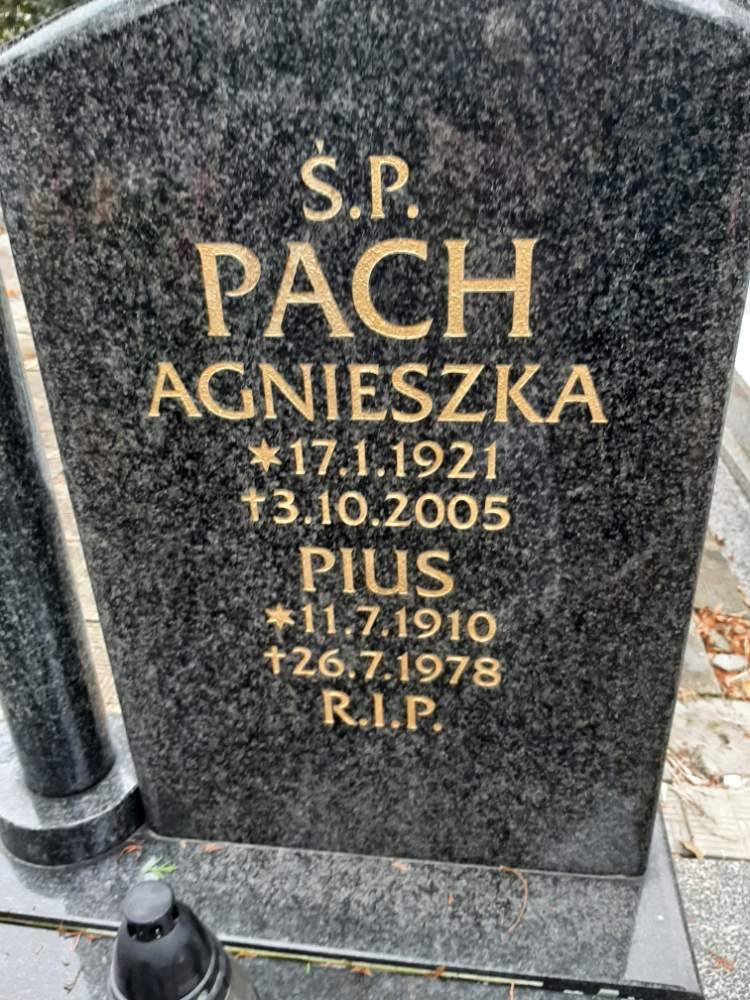 Ś.P.
PACH
AGNIESZKA
*17.1.1921
†3.10.2005
PIUS
*11.7.1910
†26.7.1978
R.I.P.